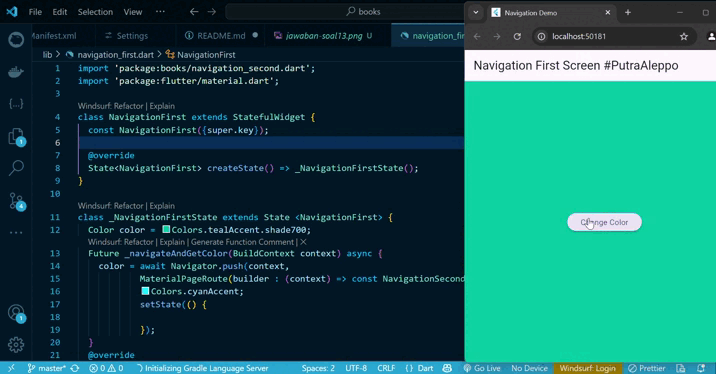 File Edit Selection View ··· books
Manifest.xml Settings README.md jawaban-soal13.png U navigation_fir
lib > navigation_first.dart > NavigationFirst
1 import 'package:books/navigation_second.dart';
2 import 'package:flutter/material.dart';
3
Windsurf: Refactor | Explain
4 class NavigationFirst extends StatefulWidget {
5 const NavigationFirst({super.key});
6
7 @override
8 State<NavigationFirst> createState() => _NavigationFirstState();
9 }
10
Windsurf: Refactor | Explain
11 class _NavigationFirstState extends State <NavigationFirst> {
12 Color color = Colors.tealAccent.shade700;
Windsurf: Refactor | Explain | Generate Function Comment | X
13 Future _navigateAndGetColor(BuildContext context) async {
14 color = await Navigator.push(context,
15 MaterialPageRoute(builder : (context) => const NavigationSecond
16 Colors.cyanAccent;
17 setState(() {
18
19 });
20 }
21 @override
1
4
1
master* 0 0 Initializing Gradle Language Server Spaces: 2 UTF-8 CRLF {} Dart Go Live No Device Windsurf: Login Prettier
Navigation Demo
localhost:50181
Navigation First Screen #PutraAleppo
Change Color